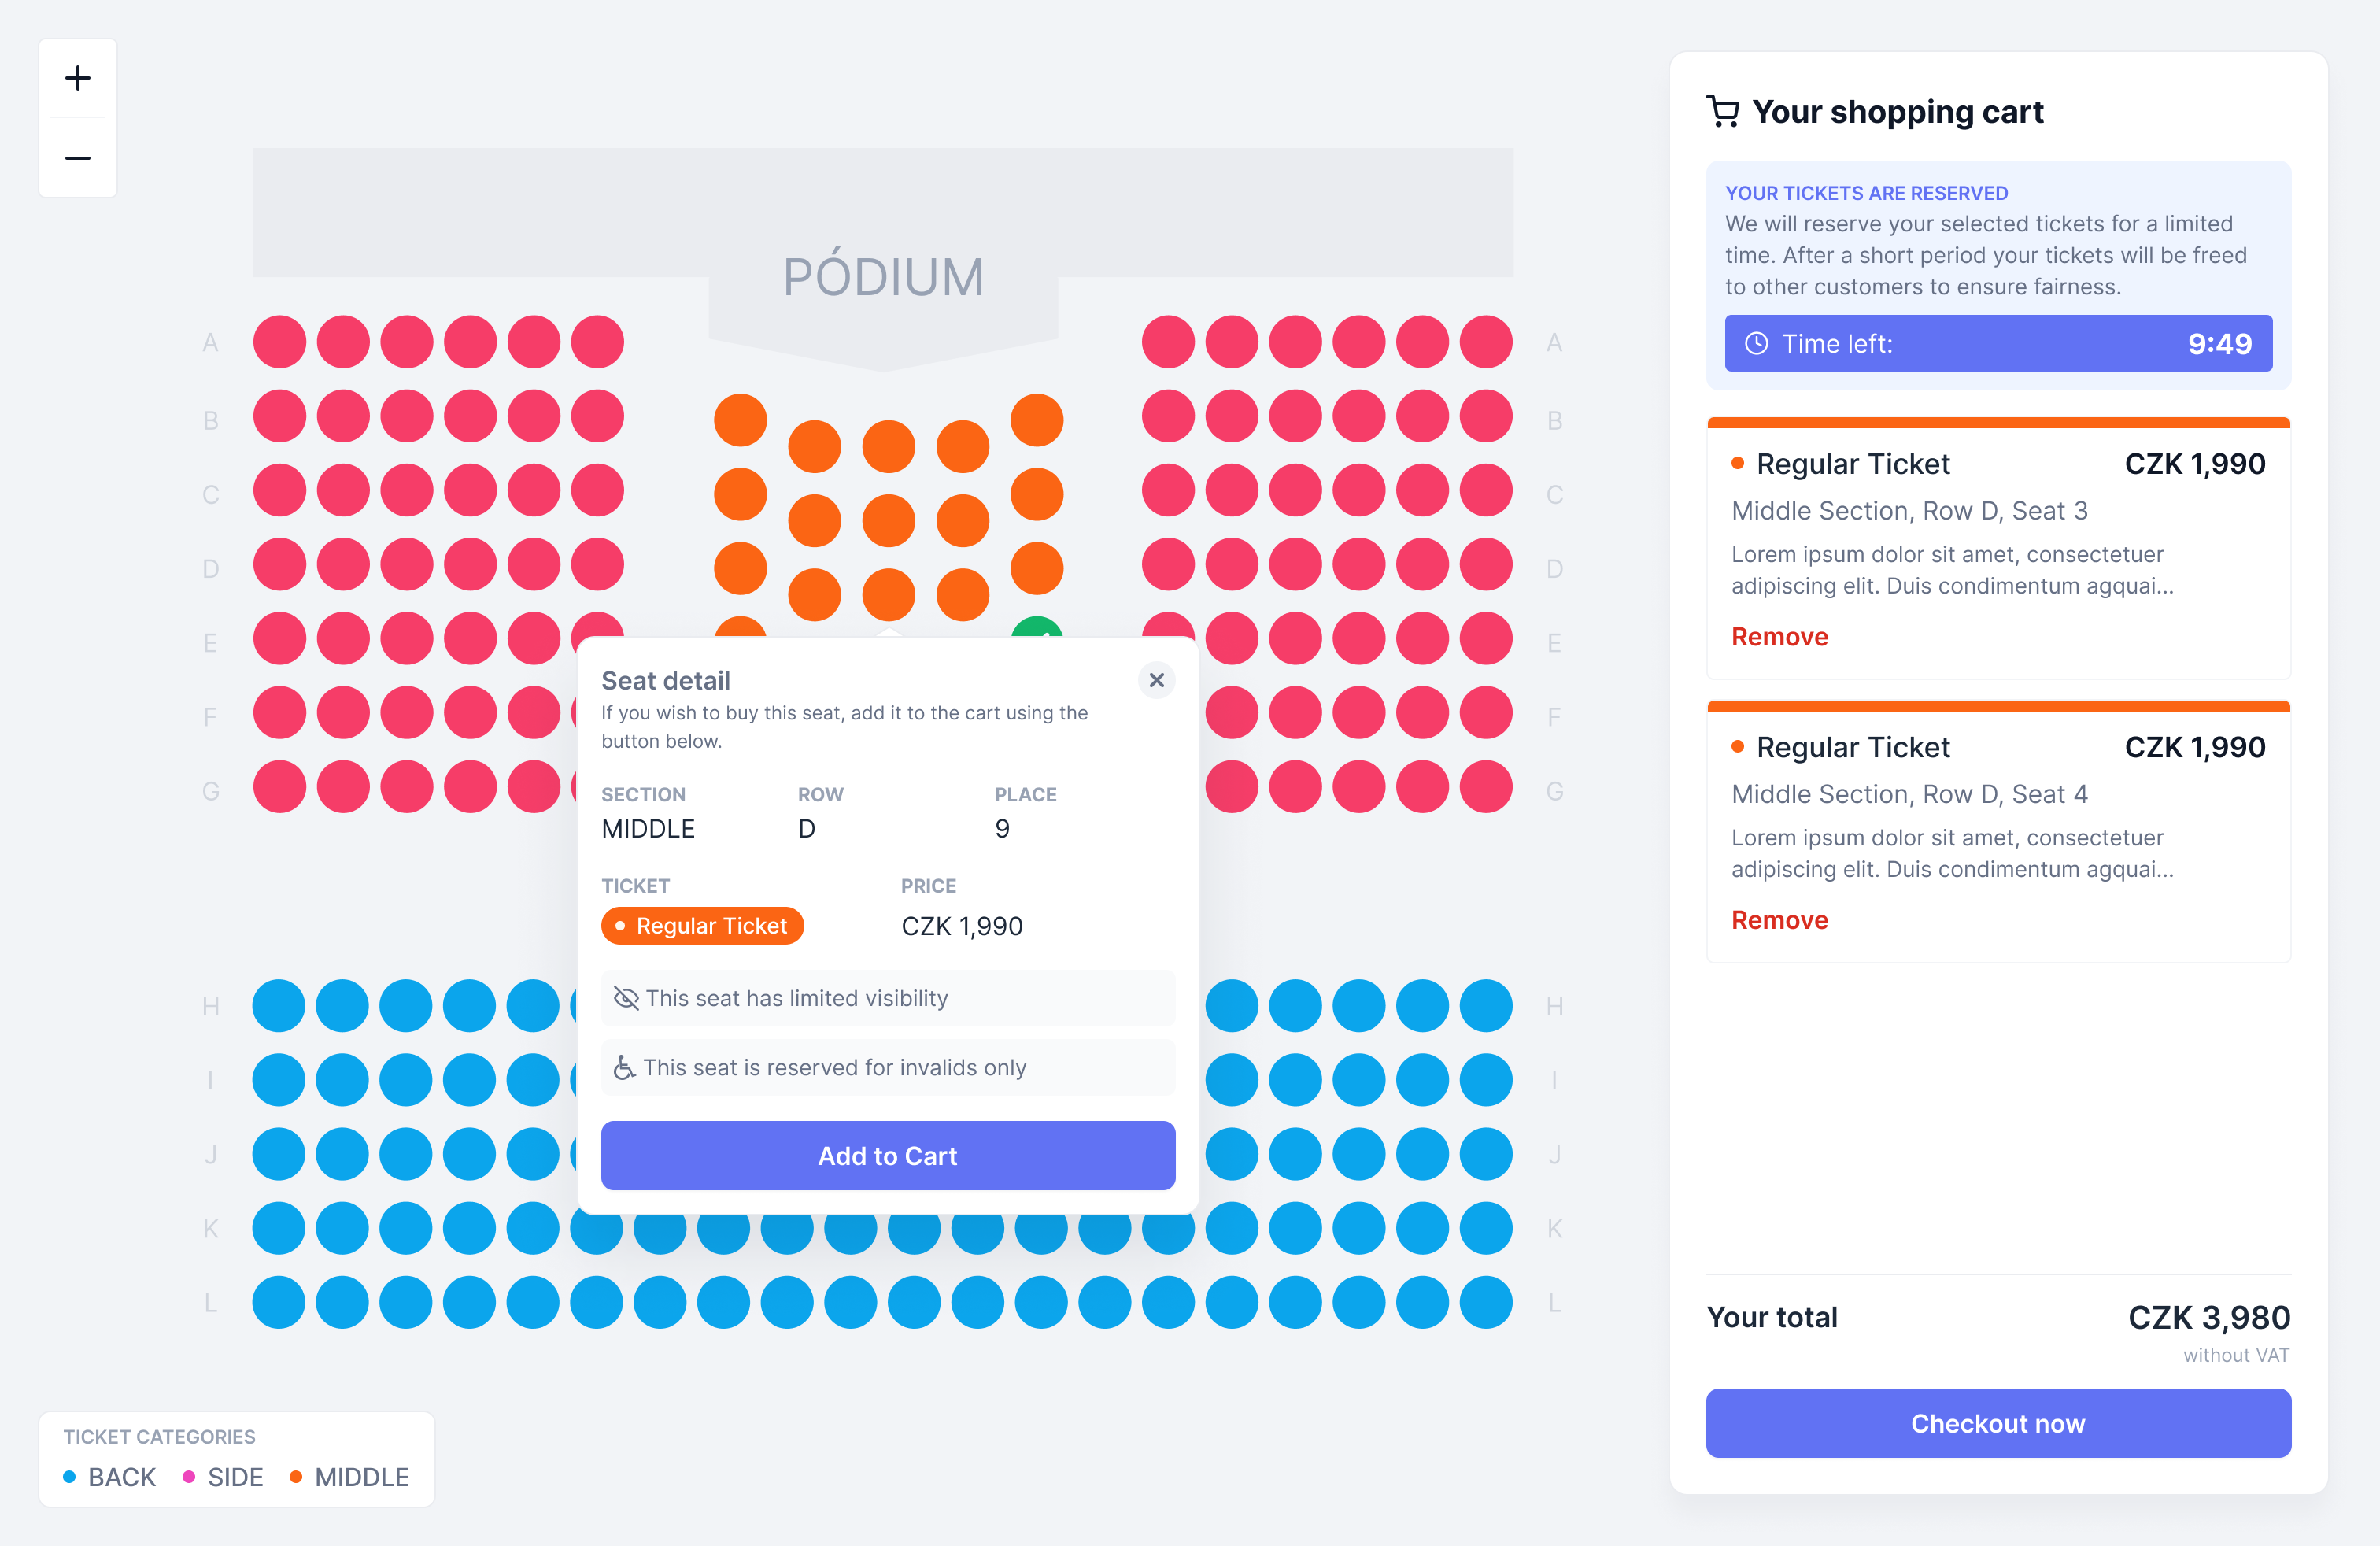 PÓDIUM
A A
B B
C C
D D
E E
F F
G G
H H
I I
J J
K K
L L
Seat detail
If you wish to buy this seat, add it to the cart using the
button below.
SECTION ROW PLACE
MIDDLE D 9
TICKET PRICE
Regular Ticket CZK 1,990
This seat has limited visibility
This seat is reserved for invalids only
Add to Cart
TICKET CATEGORIES
BACK SIDE MIDDLE
Your shopping cart
YOUR TICKETS ARE RESERVED
We will reserve your selected tickets for a limited
time. After a short period your tickets will be freed
to other customers to ensure fairness.
Time left: 9:49
Regular Ticket CZK 1,990
Middle Section, Row D, Seat 3
Lorem ipsum dolor sit amet, consectetuer
adipiscing elit. Duis condimentum agquai...
Remove
Regular Ticket CZK 1,990
Middle Section, Row D, Seat 4
Lorem ipsum dolor sit amet, consectetuer
adipiscing elit. Duis condimentum agquai...
Remove
Your total CZK 3,980
without VAT
Checkout now